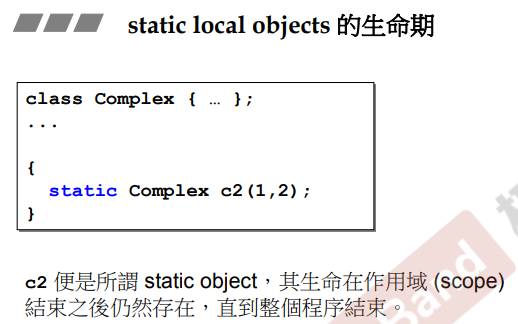 static local objects 的生命期
class Complex { … };
...
{
static Complex c2(1,2);
}
c2 便是所謂 static object，其生命在作用域 (scope)
結束之後仍然存在，直到整個程序結束。
Band